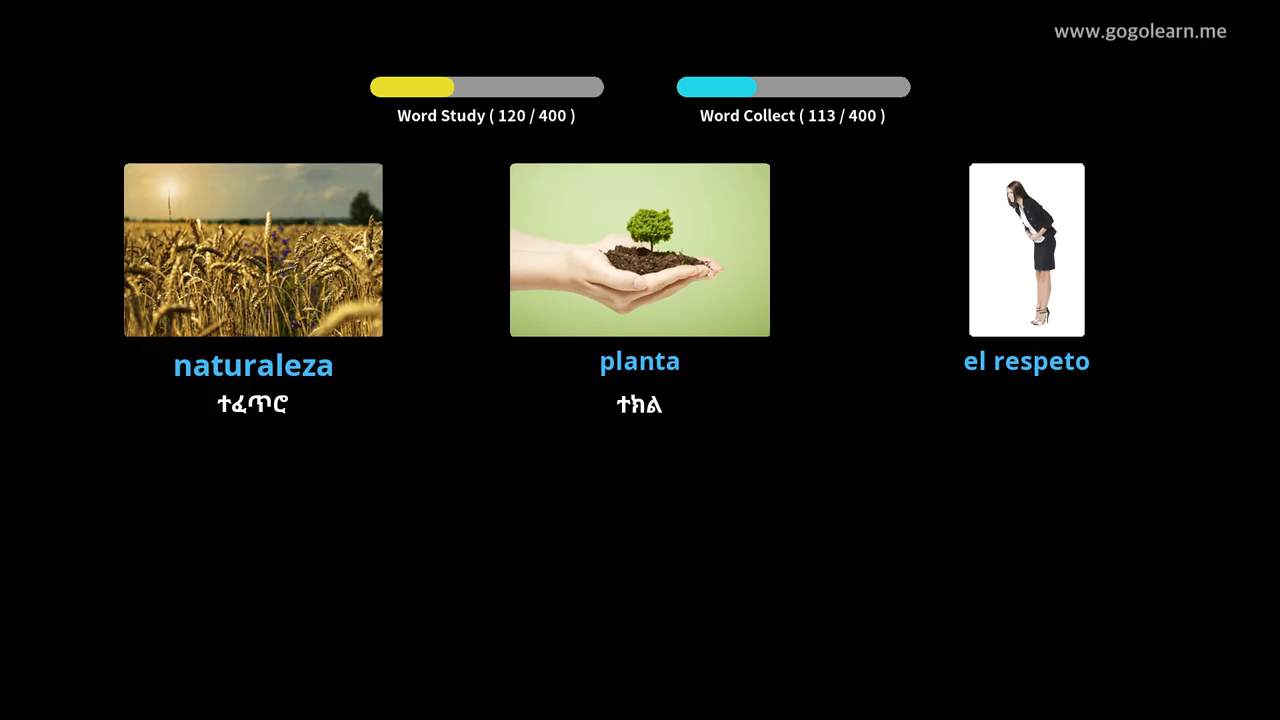 www.gogolearn.me
Word Study ( 120 / 400 )
Word Collect ( 113 / 400 )
naturaleza
planta
el respeto
ተፈጥሮ
ተክል